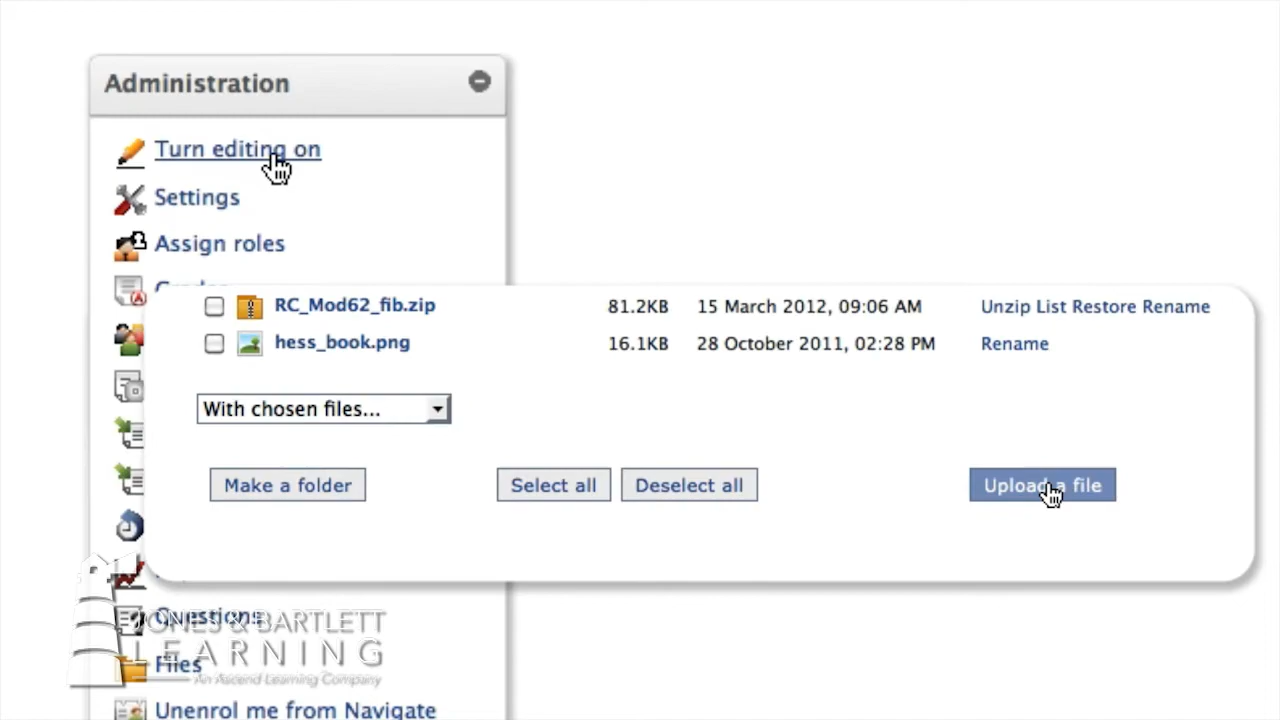 Administration
Turn editing on
Settings
Assign roles
RC_Mod62_fib.zip 81.2KB 15 March 2012, 09:06 AM Unzip List Restore Rename
hess_book.png 16.1KB 28 October 2011, 02:28 PM Rename
With chosen files...
Make a folder Select all Deselect all Upload a file
Questions
JONES & BARTLETT
LEARNING
Files
An Ascend Learning Company
Unenrol me from Navigate